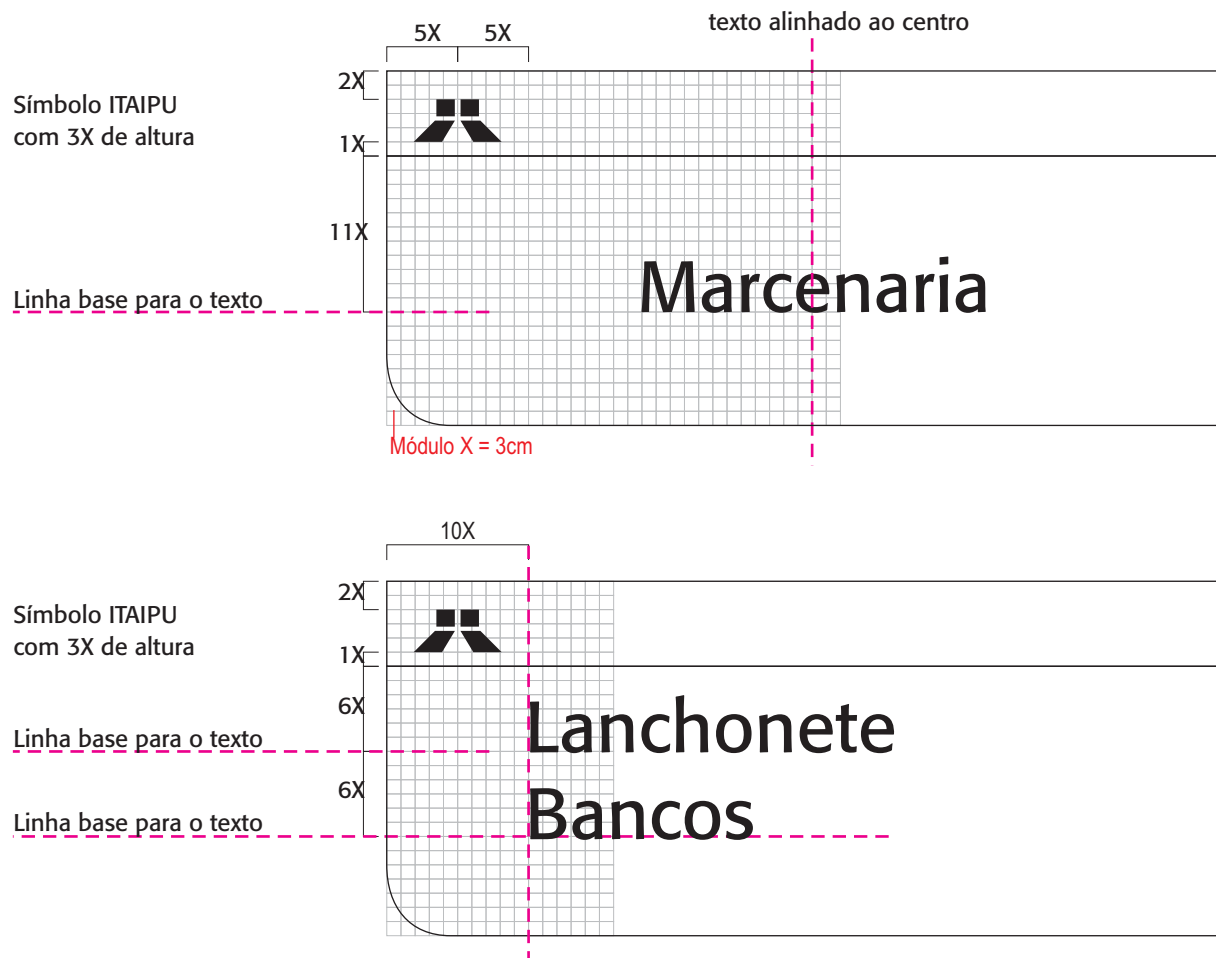 texto alinhado ao centro
5X 5X
2X
Símbolo ITAIPU
com 3X de altura
1X
11X
Marcenaria
Linha base para o texto
Módulo X = 3cm
10X
2X
Símbolo ITAIPU
com 3X de altura
1X
6X
Lanchonete
Linha base para o texto
6X
Bancos
Linha base para o texto